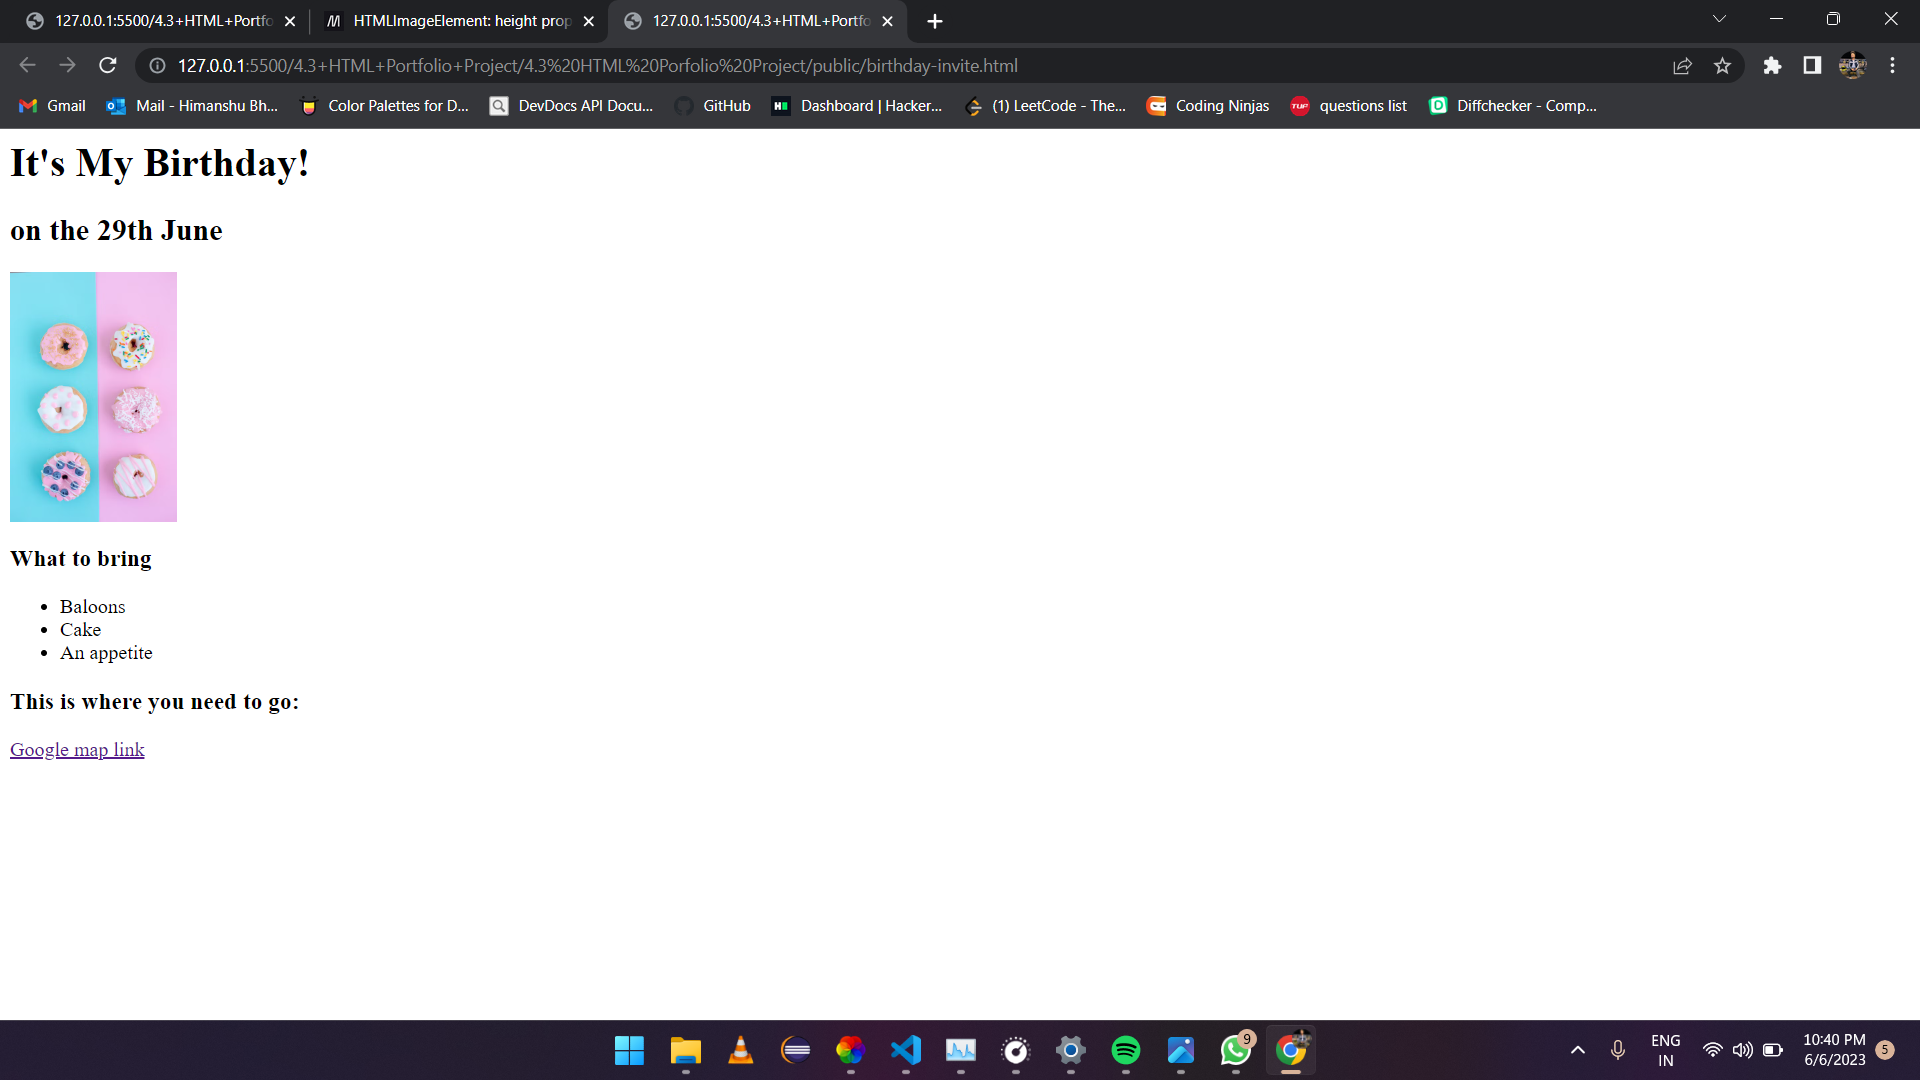 127.0.0.1:5500/4.3+HTML+Portfo
HTMLImageElement: height prop
127.0.0.1:5500/4.3+HTML+Portfo
127.0.0.1:5500/4.3+HTML+Portfolio+Project/4.3%20HTML%20Porfolio%20Project/public/birthday-invite.html
Gmail Mail - Himanshu Bh... Color Palettes for D... DevDocs API Docu... GitHub Dashboard | Hacker... (1) LeetCode - The... Coding Ninjas TUF questions list Diffchecker - Comp...
It's My Birthday!
on the 29th June
What to bring
Baloons
Cake
An appetite
This is where you need to go:
Google map link
9
ENG
IN
10:40 PM
6/6/2023
5